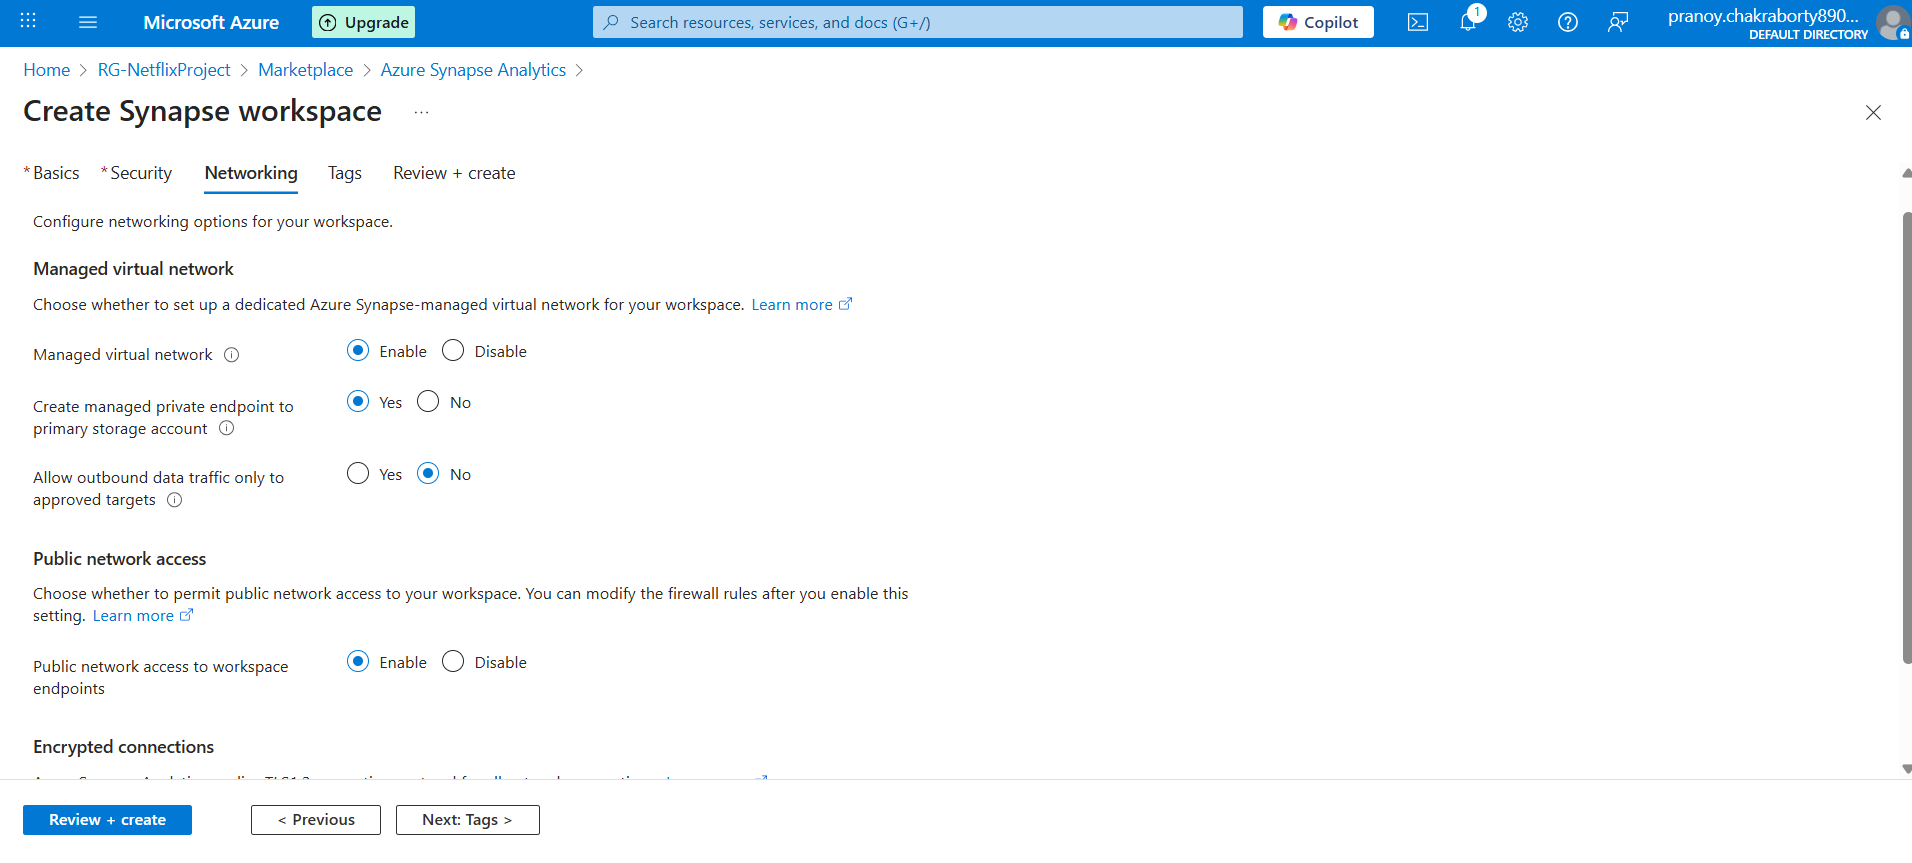 Microsoft Azure
Upgrade
Search resources, services, and docs (G+/)
Copilot
1
pranoy.chakraborty890...
DEFAULT DIRECTORY
Home > RG-NetflixProject > Marketplace > Azure Synapse Analytics >
Create Synapse workspace ...
* Basics * Security Networking Tags Review + create
Configure networking options for your workspace.
Managed virtual network
Choose whether to set up a dedicated Azure Synapse-managed virtual network for your workspace. Learn more
Managed virtual network Enable Disable
Create managed private endpoint to
primary storage account
Yes No
Allow outbound data traffic only to
approved targets
Yes No
Public network access
Choose whether to permit public network access to your workspace. You can modify the firewall rules after you enable this
setting. Learn more
Public network access to workspace
endpoints
Enable Disable
Encrypted connections
Review + create
< Previous
Next: Tags >